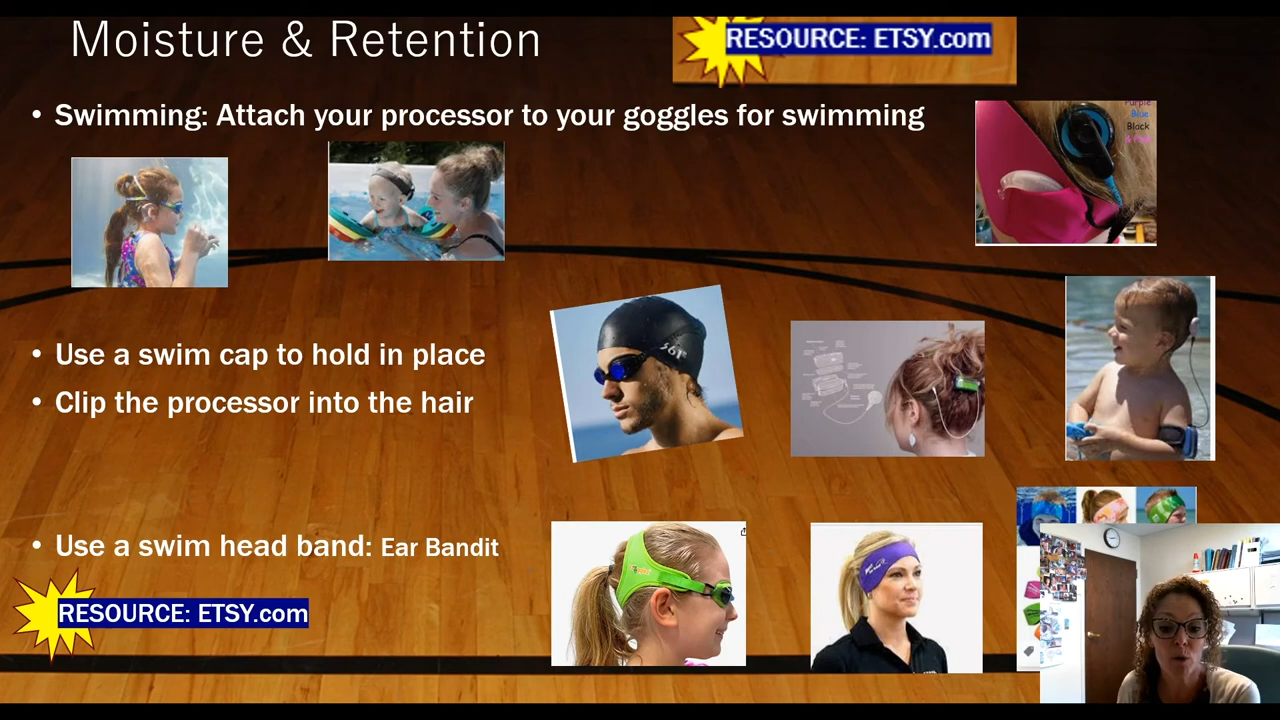 Moisture & Retention
RESOURCE: ETSY.com
• Swimming: Attach your processor to your goggles for swimming
Purple
Blue
Black
• Use a swim cap to hold in place
• Clip the processor into the hair
• Use a swim head band: Ear Bandit
RESOURCE: ETSY.com